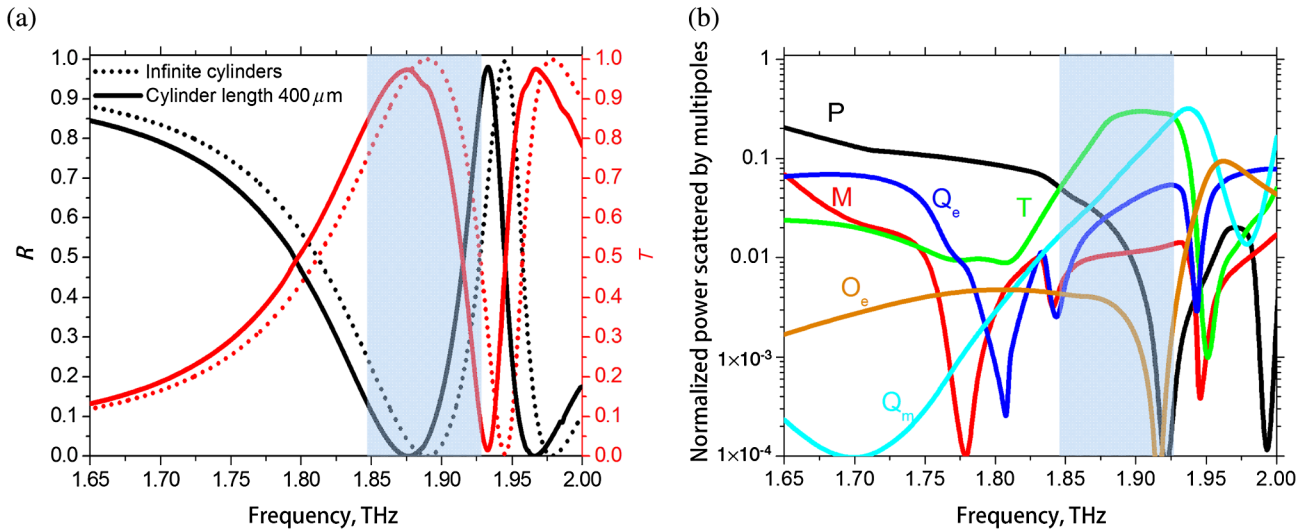 (a)
1.0
0.9
0.8
0.7
0.6
0.5
0.4
0.3
0.2
0.1
0.0
R
Infinite cylinders
Cylinder length 400 μm
1.0
0.9
0.8
0.7
0.6
0.5
0.4
0.3
0.2
0.1
0.0
T
1.65 1.70 1.75 1.80 1.85 1.90 1.95 2.00
Frequency, THz
(b)
Normalized power scattered by multipoles
1
0.1
0.01
1×10-3
1×10-4
P
M
Qe
T
Oe
Qm
1.65 1.70 1.75 1.80 1.85 1.90 1.95 2.00
Frequency, THz